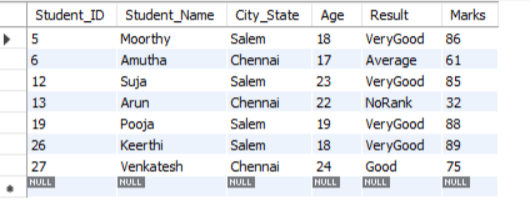 Student_ID Student_Name City_State Age Result Marks
5 Moorthy Salem 18 VeryGood 86
6 Amutha Chennai 17 Average 61
12 Suja Salem 23 VeryGood 85
13 Arun Chennai 22 NoRank 32
19 Pooja Salem 19 VeryGood 88
26 Keerthi Salem 18 VeryGood 89
27 Venkatesh Chennai 24 Good 75
NULL NULL NULL NULL NULL NULL